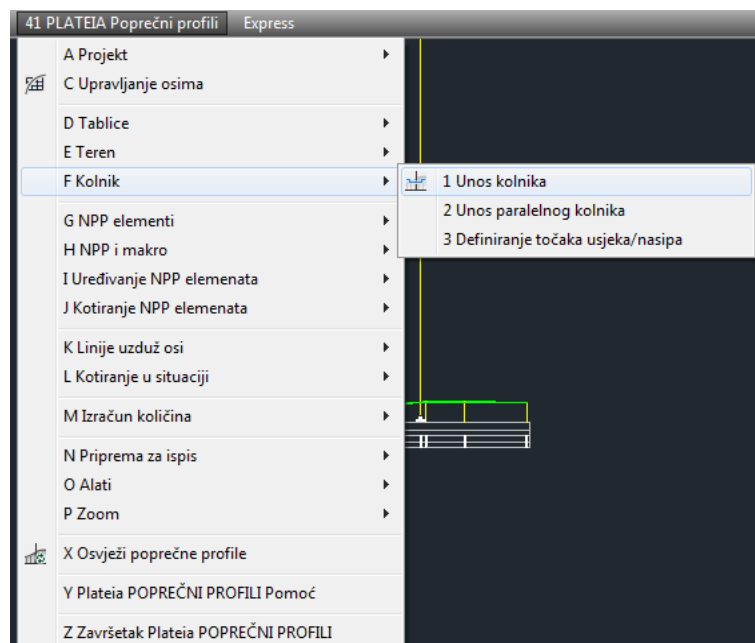 41 PLATEIA Poprečni profili Express
A Projekt
C Upravljanje osima
D Tablice
E Teren
F Kolnik
1 Unos kolnika
2 Unos paralelnog kolnika
3 Definiranje točaka usjeka/nasipa
G NPP elementi
H NPP i makro
I Uređivanje NPP elemenata
J Kotiranje NPP elemenata
K Linije uzduž osi
L Kotiranje u situaciji
M Izračun količina
N Priprema za ispis
O Alati
P Zoom
X Osvježi poprečne profile
Y Plateia POPREČNI PROFILI Pomoć
Z Završetak Plateia POPREČNI PROFILI